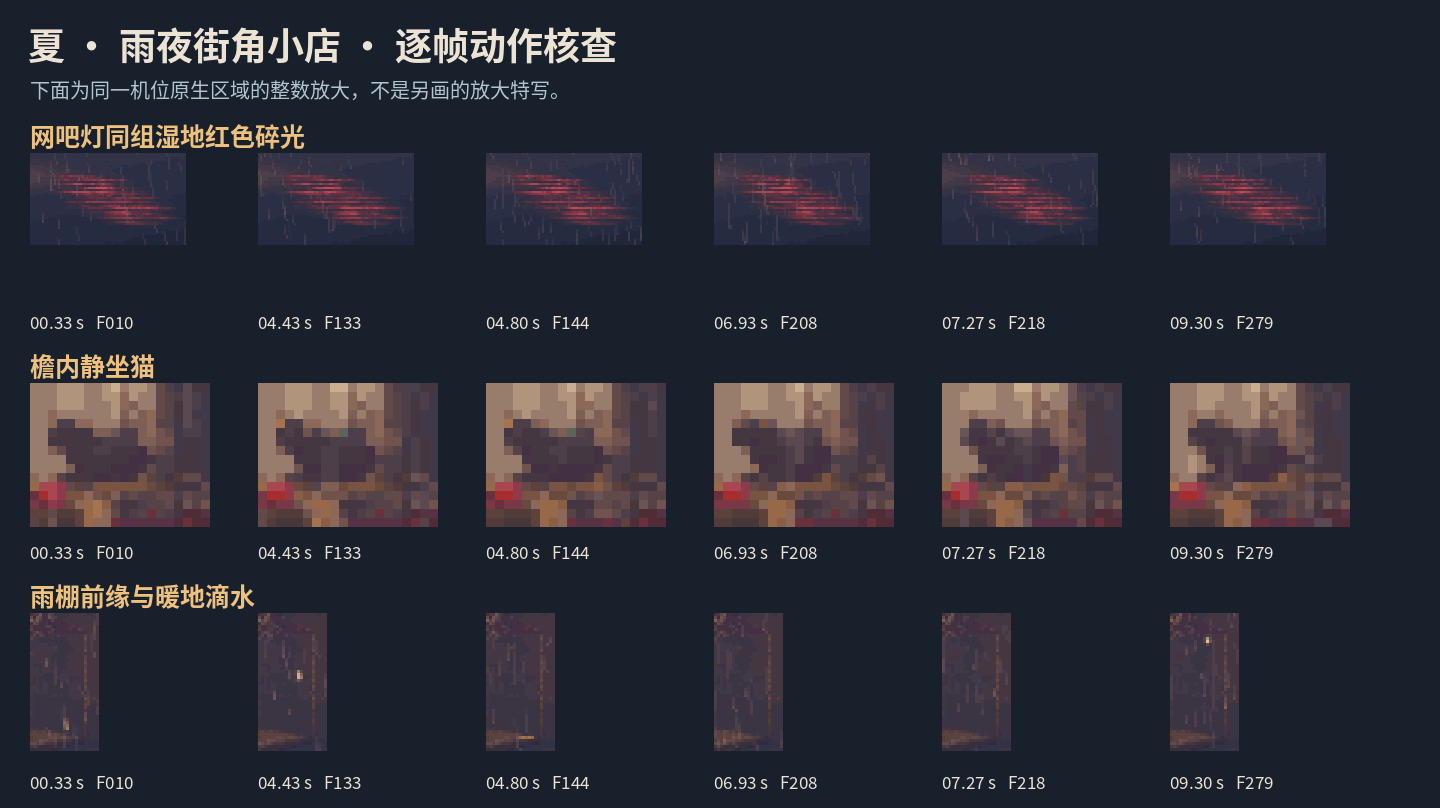 夏 · 雨夜街角小店 · 逐帧动作核查
下面为同一机位原生区域的整数放大，不是另画的放大特写。
网吧灯同组湿地红色碎光
00.33 s F010 04.43 s F133 04.80 s F144 06.93 s F208 07.27 s F218 09.30 s F279
檐内静坐猫
00.33 s F010 04.43 s F133 04.80 s F144 06.93 s F208 07.27 s F218 09.30 s F279
雨棚前缘与暖地滴水
00.33 s F010 04.43 s F133 04.80 s F144 06.93 s F208 07.27 s F218 09.30 s F279